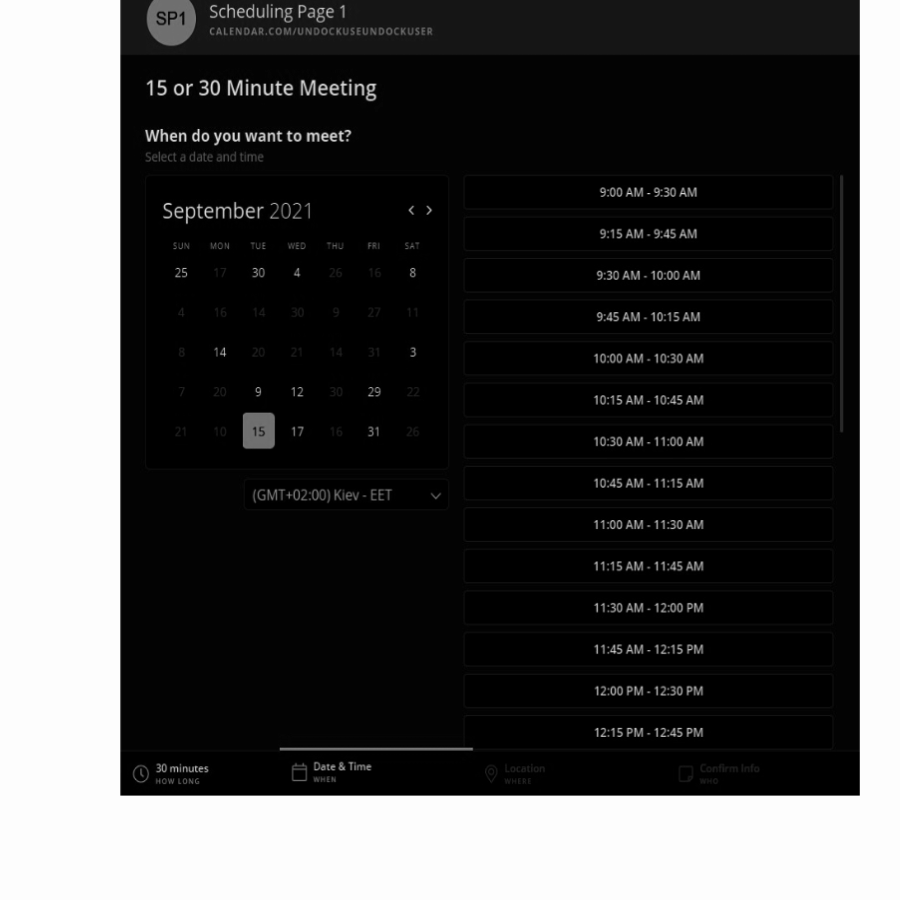 SP1
Scheduling Page 1
CALENDAR.COM/UNDOCKUSEUNDOCKUSER
15 or 30 Minute Meeting
When do you want to meet?
Select a date and time
September 2021
SUN MON TUE WED THU FRI SAT
25 17 30 4 26 16 8
4 16 14 30 9 27 11
8 14 20 21 14 31 3
7 20 9 12 30 29 22
21 10 15 17 16 31 26
(GMT+02:00) Kiev - EET
9:00 AM - 9:30 AM
9:15 AM - 9:45 AM
9:30 AM - 10:00 AM
9:45 AM - 10:15 AM
10:00 AM - 10:30 AM
10:15 AM - 10:45 AM
10:30 AM - 11:00 AM
10:45 AM - 11:15 AM
11:00 AM - 11:30 AM
11:15 AM - 11:45 AM
11:30 AM - 12:00 PM
11:45 AM - 12:15 PM
12:00 PM - 12:30 PM
12:15 PM - 12:45 PM
30 minutes
HOW LONG
Date & Time
WHEN
Location
WHERE
Confirm Info
WHO